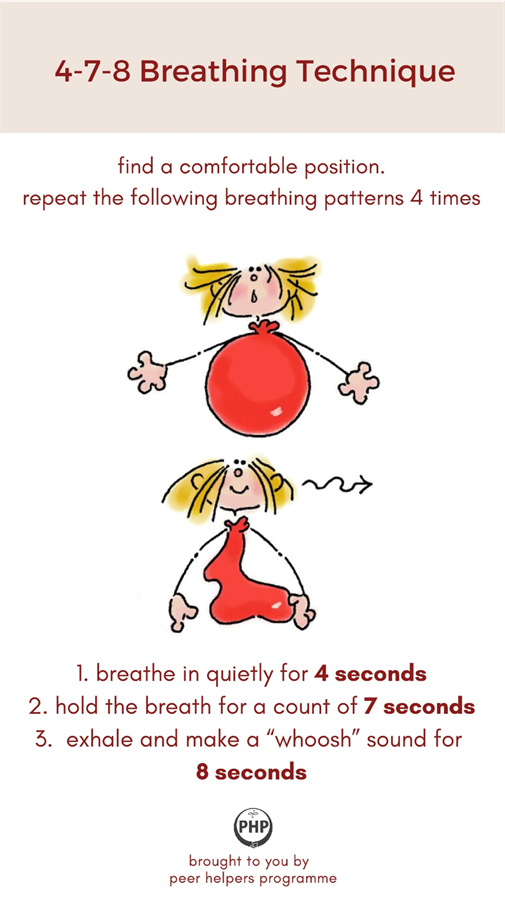 4-7-8 Breathing Technique
find a comfortable position.
repeat the following breathing patterns 4 times
1. breathe in quietly for 4 seconds
2. hold the breath for a count of 7 seconds
3. exhale and make a “whoosh” sound for
8 seconds
PHP
brought to you by
peer helpers programme